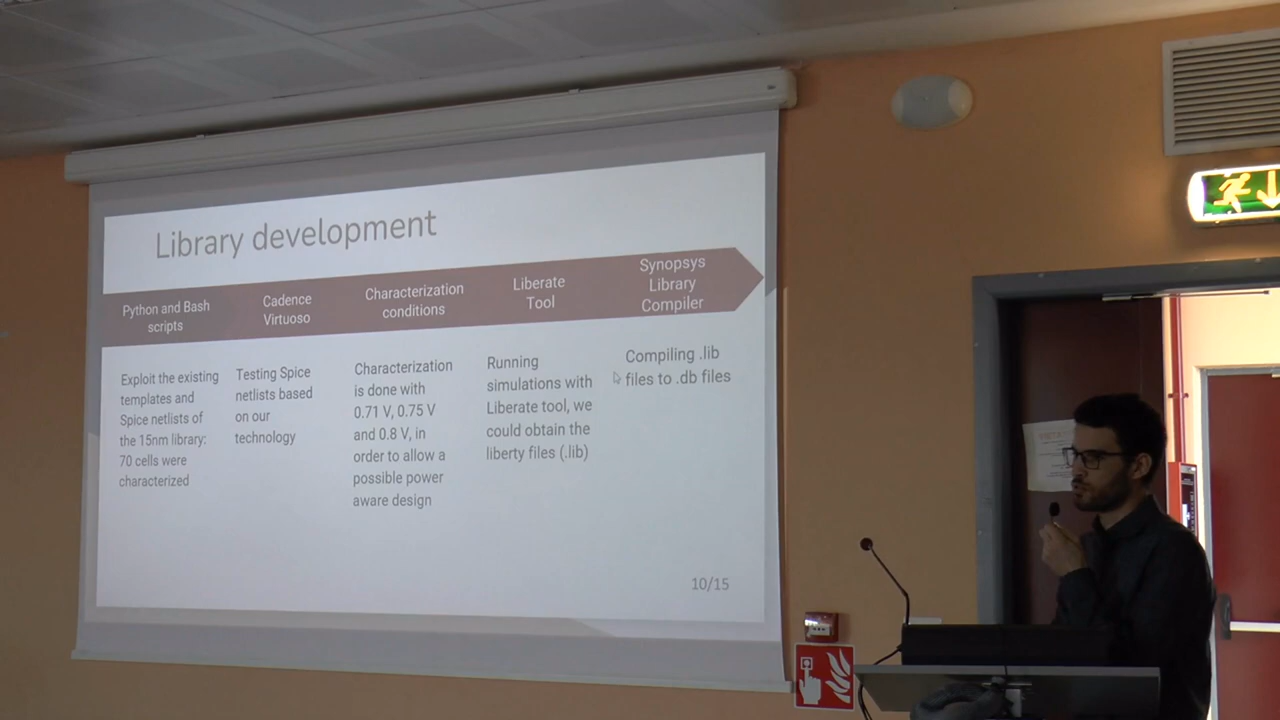 Library development
Python and Bash
scripts
Cadence
Virtuoso
Characterization
conditions
Liberate
Tool
Synopsys
Library
Compiler
Exploit the existing
templates and
Spice netlists of
the 15nm library:
70 cells were
characterized
Testing Spice
netlists based
on our
technology
Characterization
is done with
0.71 V, 0.75 V
and 0.8 V, in
order to allow a
possible power
aware design
Running
simulations with
Liberate tool, we
could obtain the
liberty files (.lib)
Compiling .lib
files to .db files
10/15